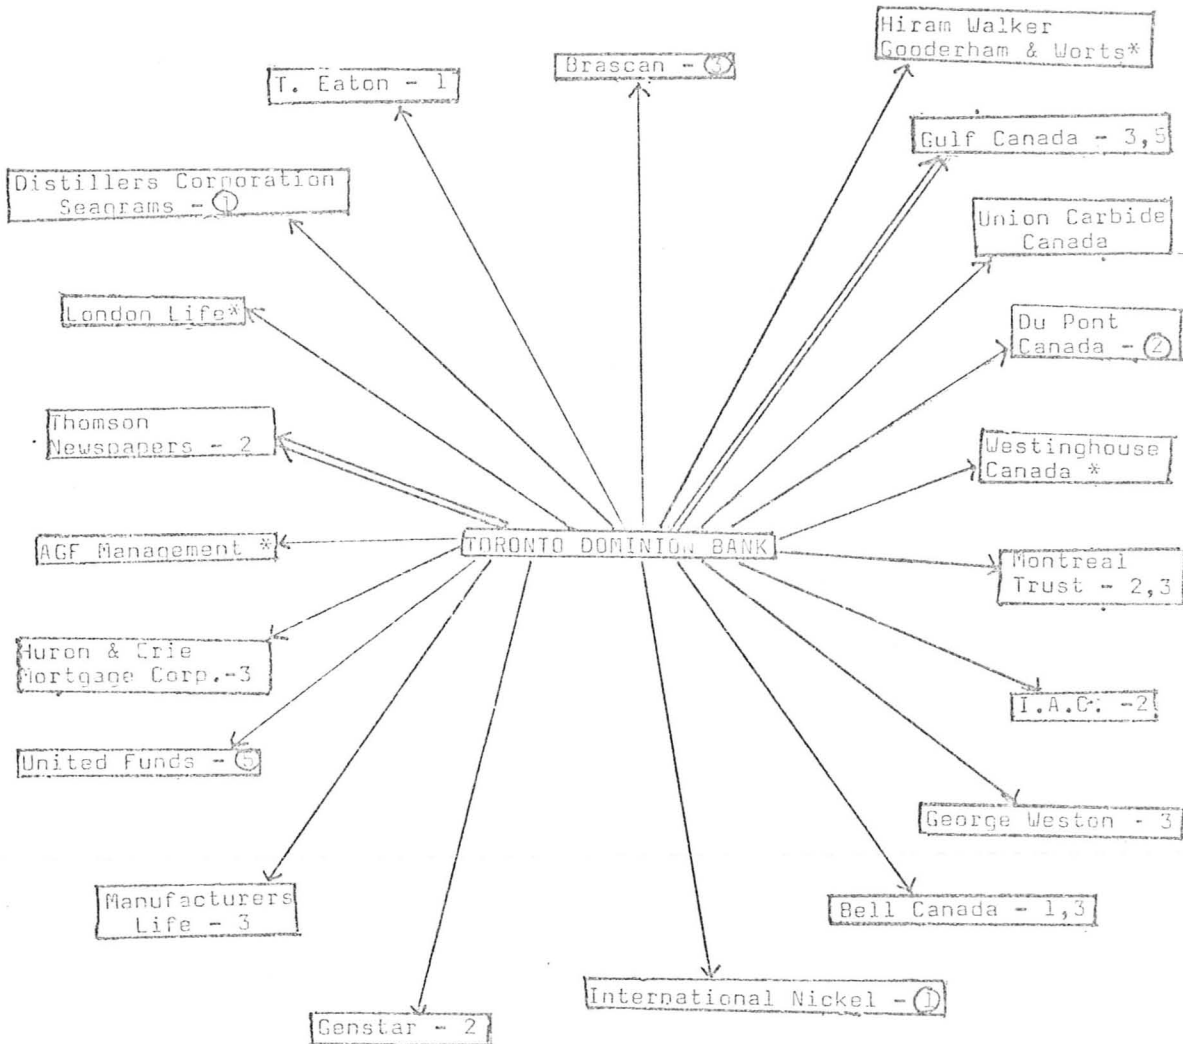 Hiram Walker
Gooderham & Worts*
Brascan - ③
T. Eaton - 1
Gulf Canada - 3,5
Distillers Corporation
Seagrams - ①
Union Carbide
Canada
London Life*
Du Pont
Canada - ②
Thomson
Newspapers - 2
Westinghouse
Canada *
AGF Management *
TORONTO DOMINION BANK
Montreal
Trust - 2,3
Huron & Erie
Mortgage Corp.-3
I.A.C. -2
United Funds - ⑤
George Weston - 3
Manufacturers
Life - 3
Bell Canada - 1,3
International Nickel - ①
Genstar - 2